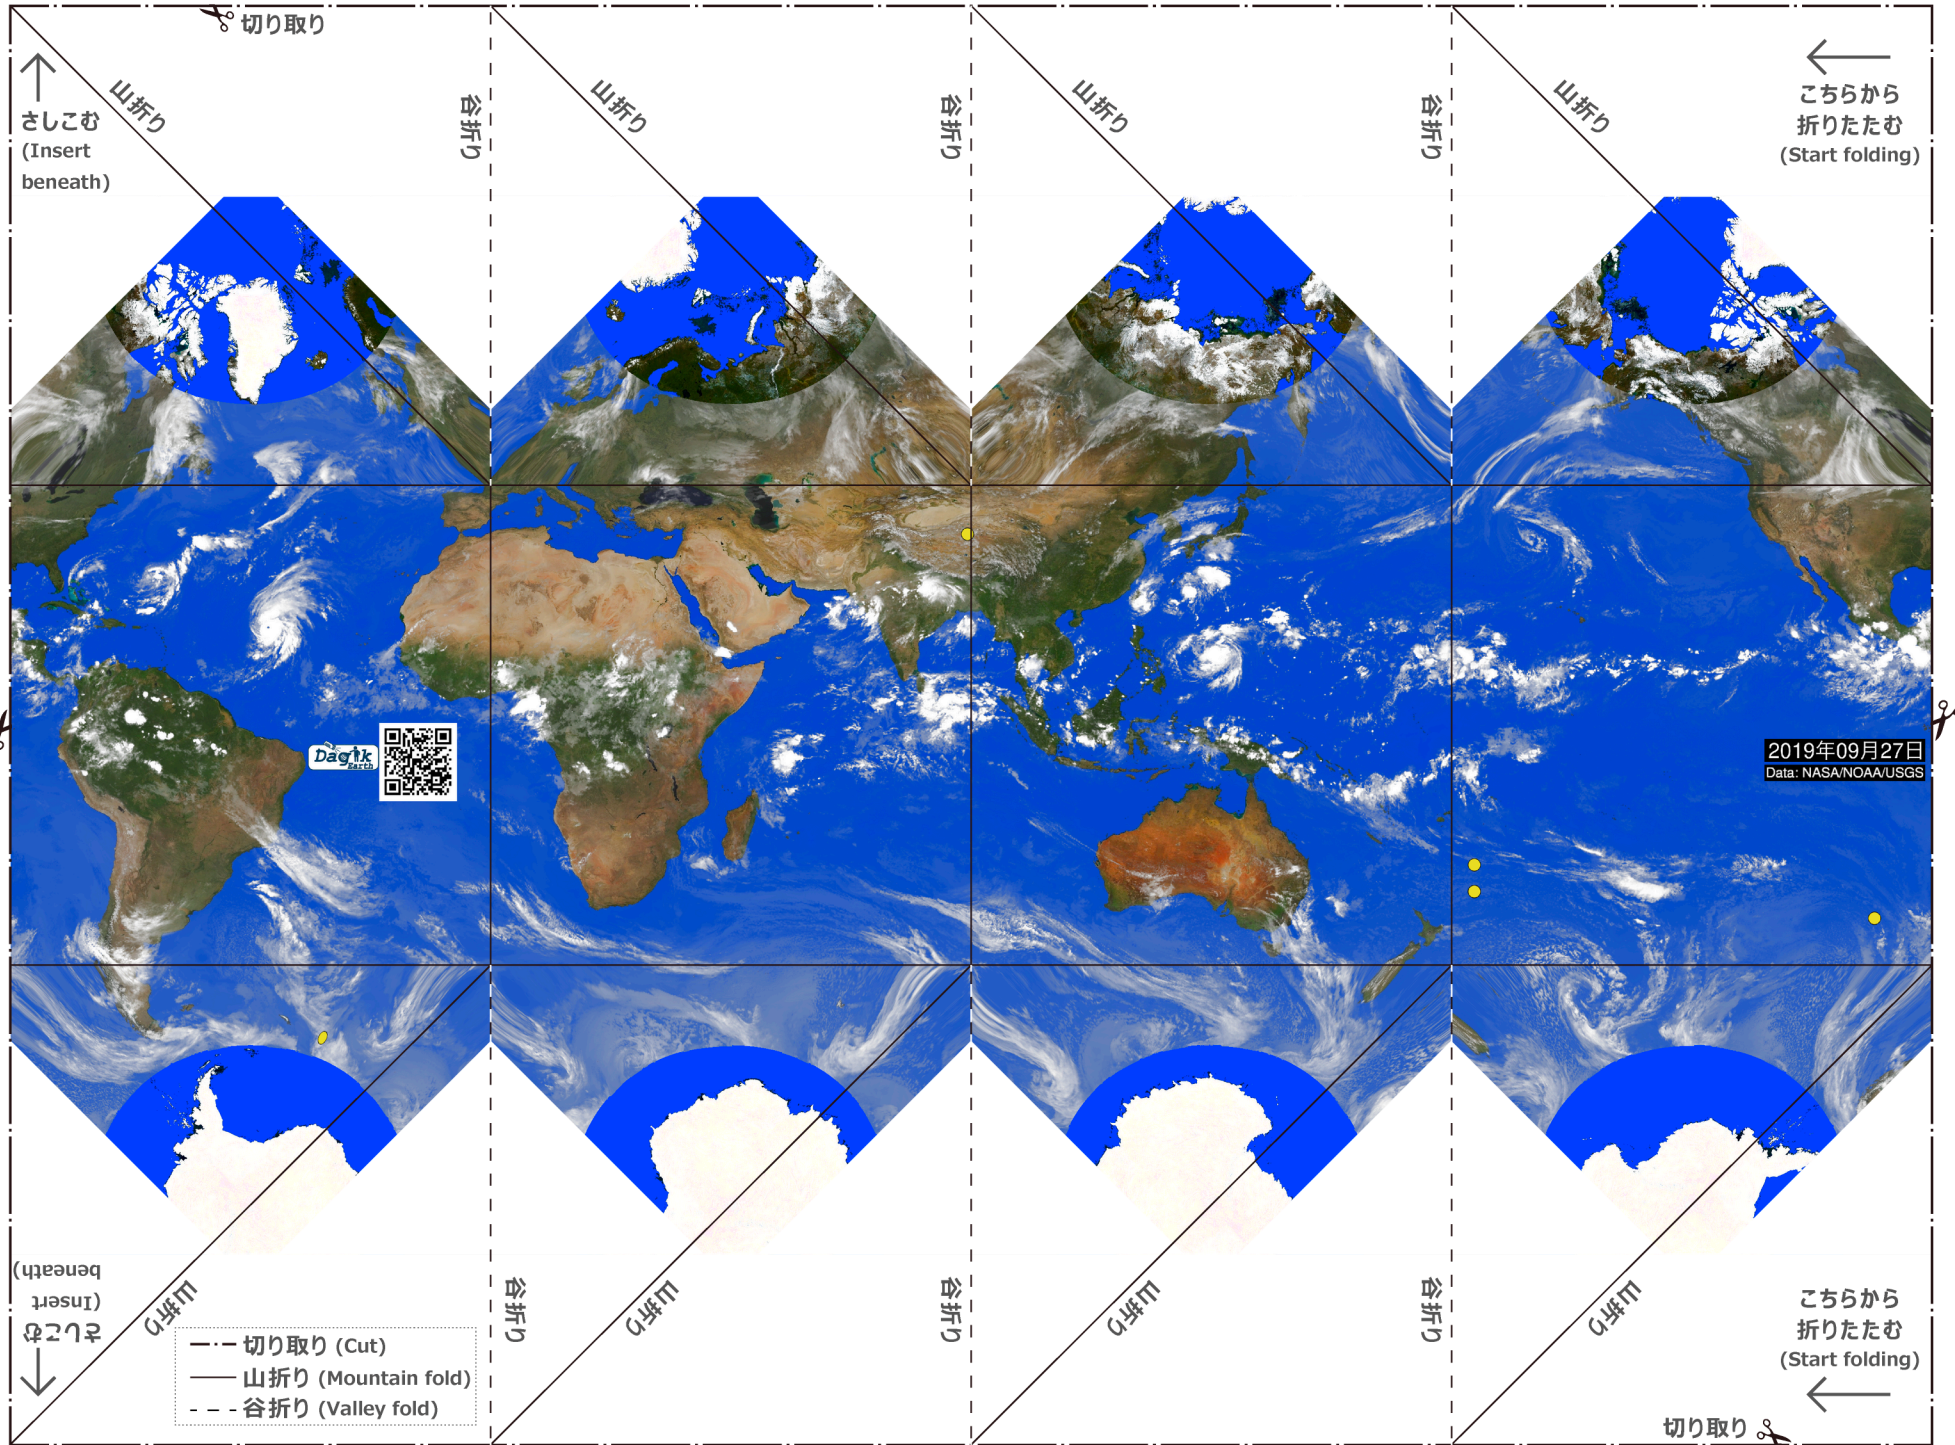 切り取り
さしこむ
(Insert
beneath)
山折り
谷折り
山折り
谷折り
山折り
谷折り
山折り
こちらから
折りたたむ
(Start folding)
Dagik
Earth
2019年09月27日
Data: NASA/NOAA/USGS
さしこむ
(Insert
beneath)
山折り
谷折り
山折り
谷折り
山折り
谷折り
山折り
こちらから
折りたたむ
(Start folding)
切り取り (Cut)
山折り (Mountain fold)
谷折り (Valley fold)
切り取り